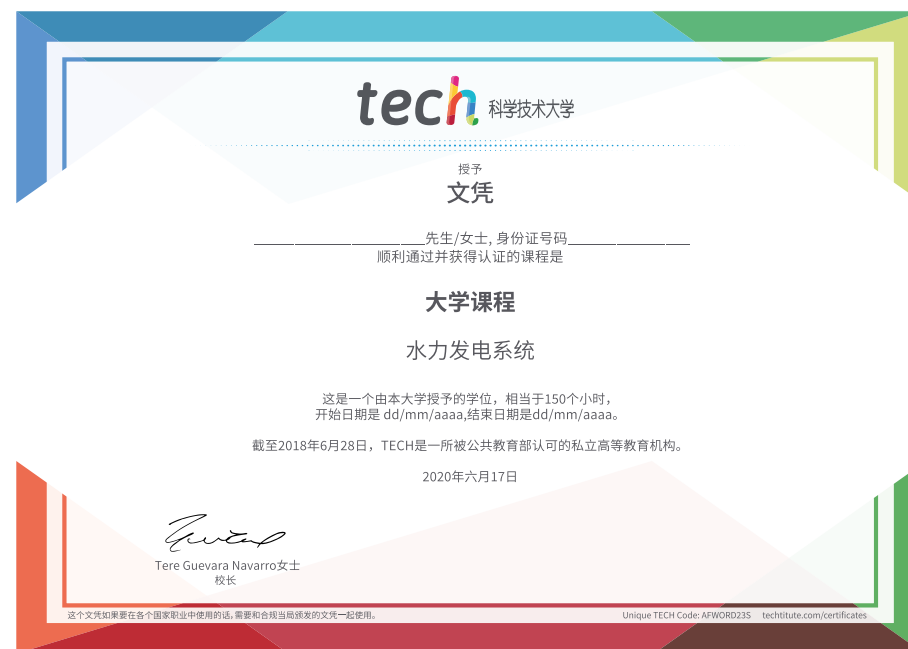 tech 科学技术大学
授予
文凭
先生/女士, 身份证号码
顺利通过并获得认证的课程是
大学课程
水力发电系统
这是一个由本大学授予的学位，相当于150个小时，
开始日期是 dd/mm/aaaa,结束日期是dd/mm/aaaa。
截至2018年6月28日，TECH是一所被公共教育部认可的私立高等教育机构。
2020年六月17日
Tere Guevara Navarro女士
校长
这个文凭如果要在各个国家职业中使用的话,需要和合规当局颁发的文凭一起使用。
Unique TECH Code: AFWORD23S techtitute.com/certificates